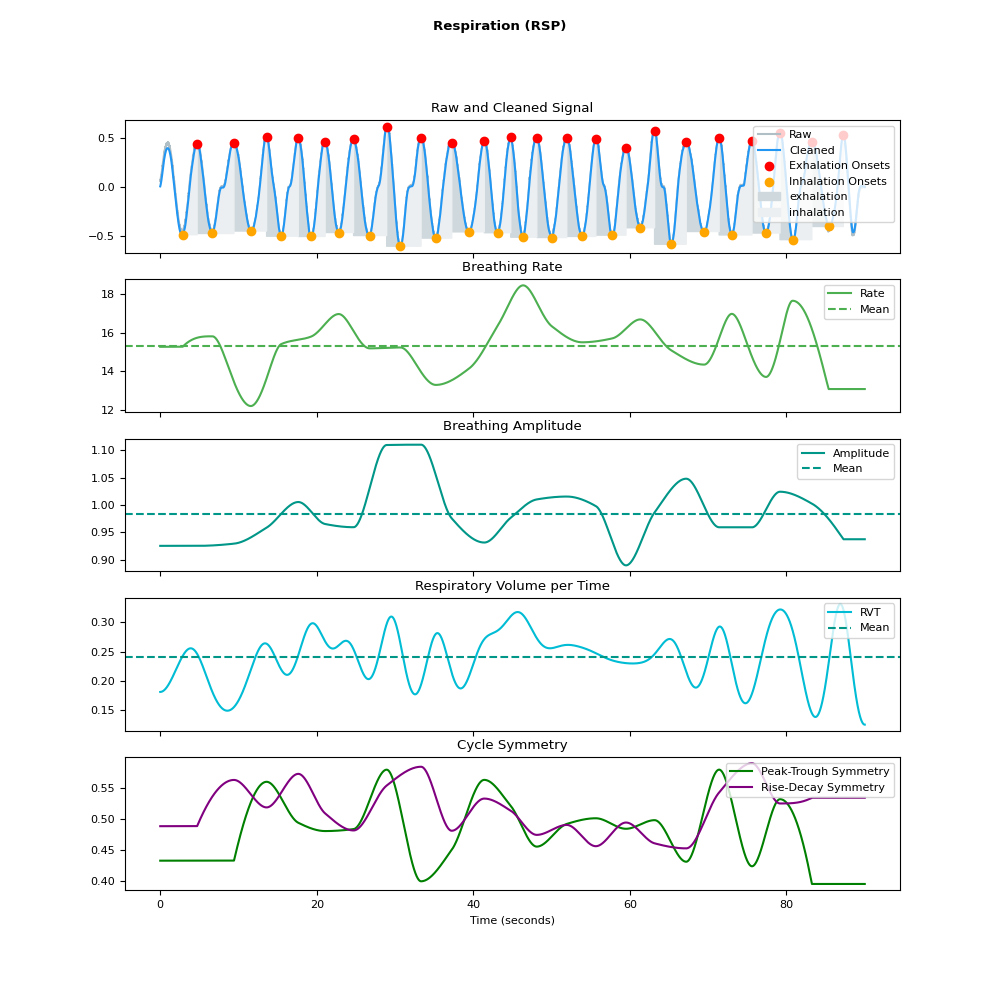 Respiration (RSP)
Raw and Cleaned Signal
0.5
0.0
−0.5
Raw
Cleaned
Exhalation Onsets
Inhalation Onsets
exhalation
inhalation
Breathing Rate
18
16
14
12
Rate
Mean
Breathing Amplitude
1.10
1.05
1.00
0.95
0.90
Amplitude
Mean
Respiratory Volume per Time
0.30
0.25
0.20
0.15
RVT
Mean
Cycle Symmetry
0.55
0.50
0.45
0.40
Peak-Trough Symmetry
Rise-Decay Symmetry
0 20 40 60 80
Time (seconds)